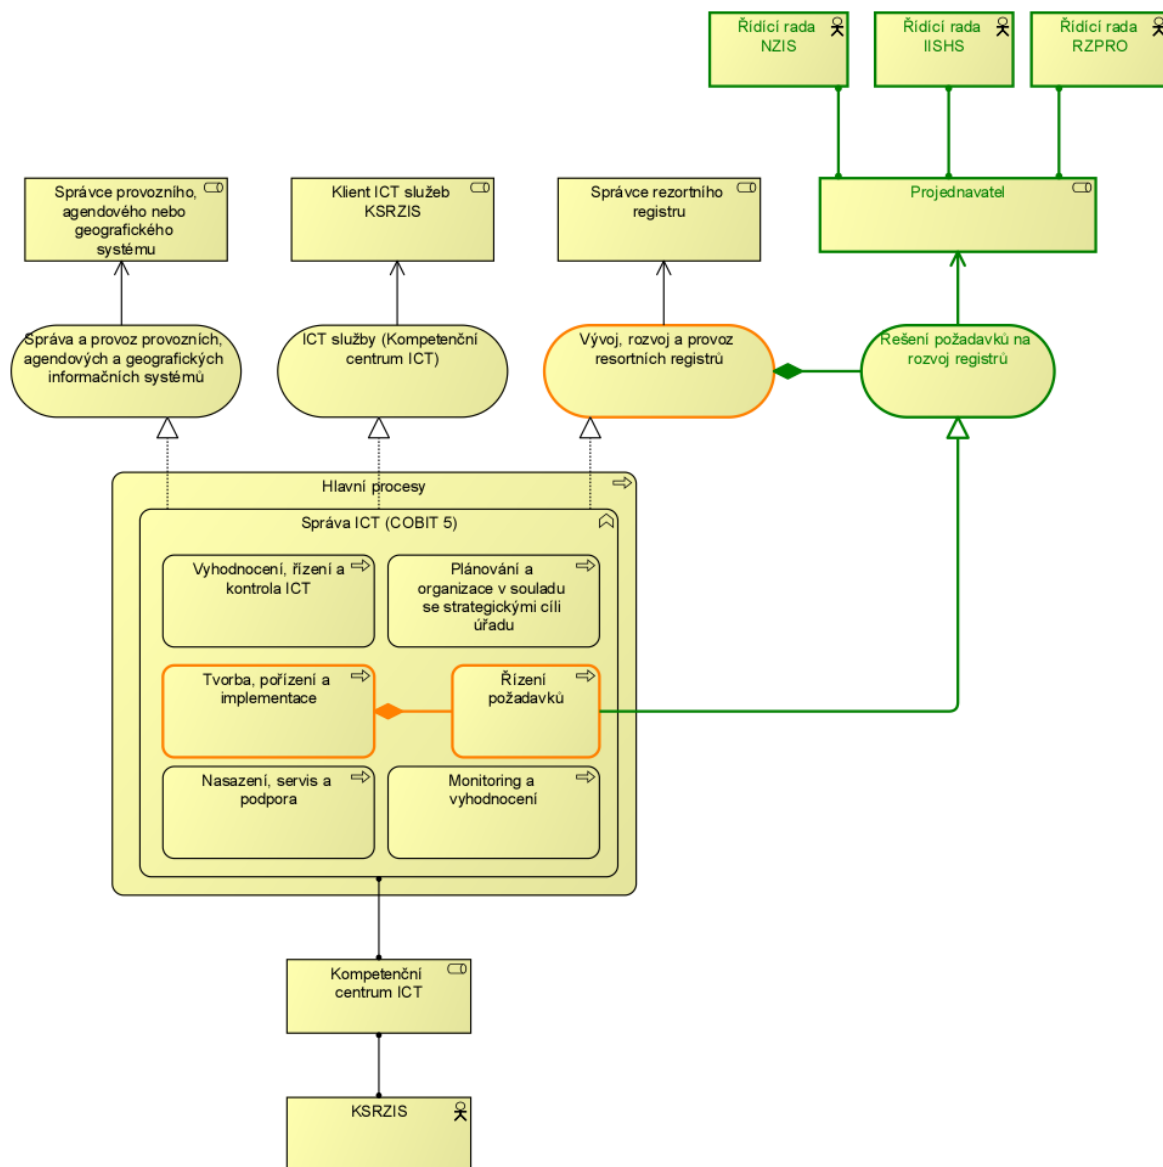 Řídicí rada
NZIS
Řídicí rada
IISHS
Řídicí rada
RZPRO
Správce provozního,
agendového nebo
geografického
systému
Klient ICT služeb
KSRZIS
Správce rezortního
registru
Projednavatel
Správa a provoz provozních,
agendových a geografických
informačních systémů
ICT služby (Kompetenční
centrum ICT)
Vývoj, rozvoj a provoz
resortních registrů
Rešení požadavků na
rozvoj registrů
Hlavní procesy
Správa ICT (COBIT 5)
Vyhodnocení, řízení a
kontrola ICT
Plánování a
organizace v souladu
se strategickými cíli
úřadu
Tvorba, pořízení a
implementace
Řízení
požadavků
Nasazení, servis a
podpora
Monitoring a
vyhodnocení
Kompetenční
centrum ICT
KSRZIS